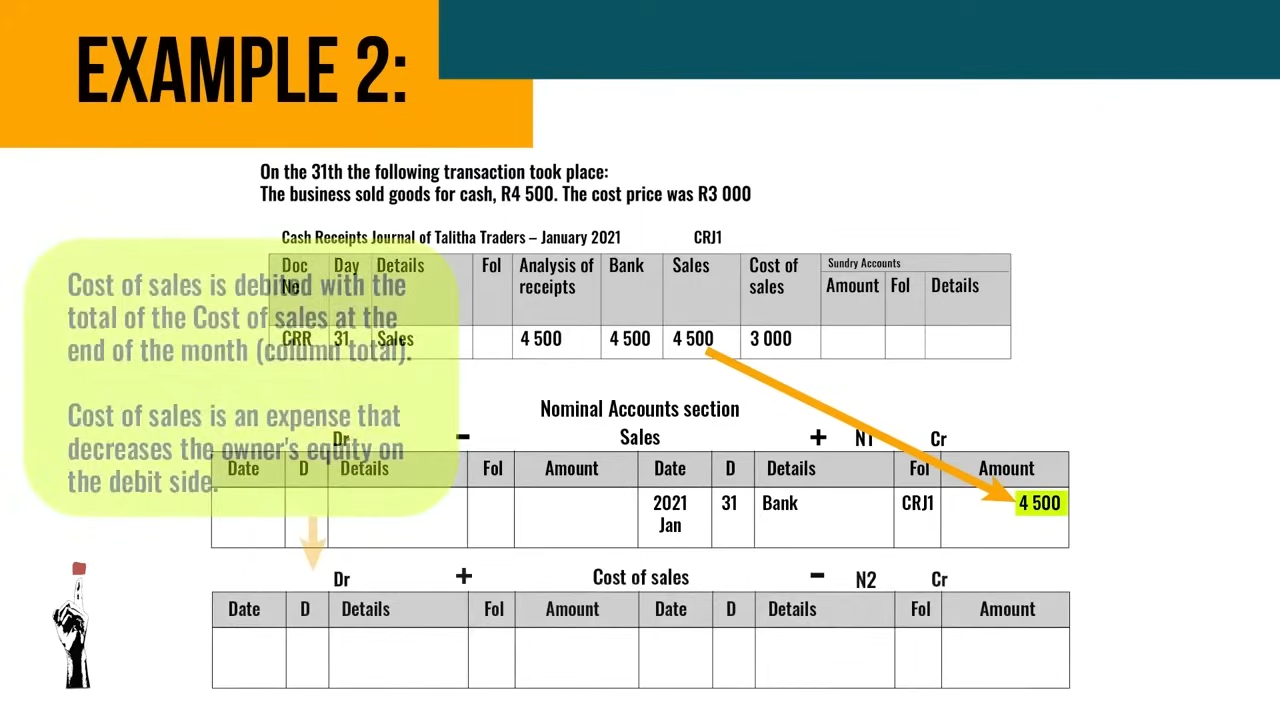 EXAMPLE 2:
On the 31th the following transaction took place:
The business sold goods for cash, R4 500. The cost price was R3 000
Cash Receipts Journal of Talitha Traders – January 2021 CRJ1
Doc No Day Details Fol Analysis of receipts Bank Sales Cost of sales Sundry Accounts
Amount Fol Details
CRR 31 Sales 4 500 4 500 4 500 3 000
Cost of sales is debited with the
total of the Cost of sales at the
end of the month (column total).
Cost of sales is an expense that
decreases the owner's equity on
the debit side.
Nominal Accounts section
Dr - Sales + N1 Cr
Date D Details Fol Amount Date D Details Fol Amount
2021 Jan 31 Bank CRJ1 4 500
Dr + Cost of sales - N2 Cr
Date D Details Fol Amount Date D Details Fol Amount